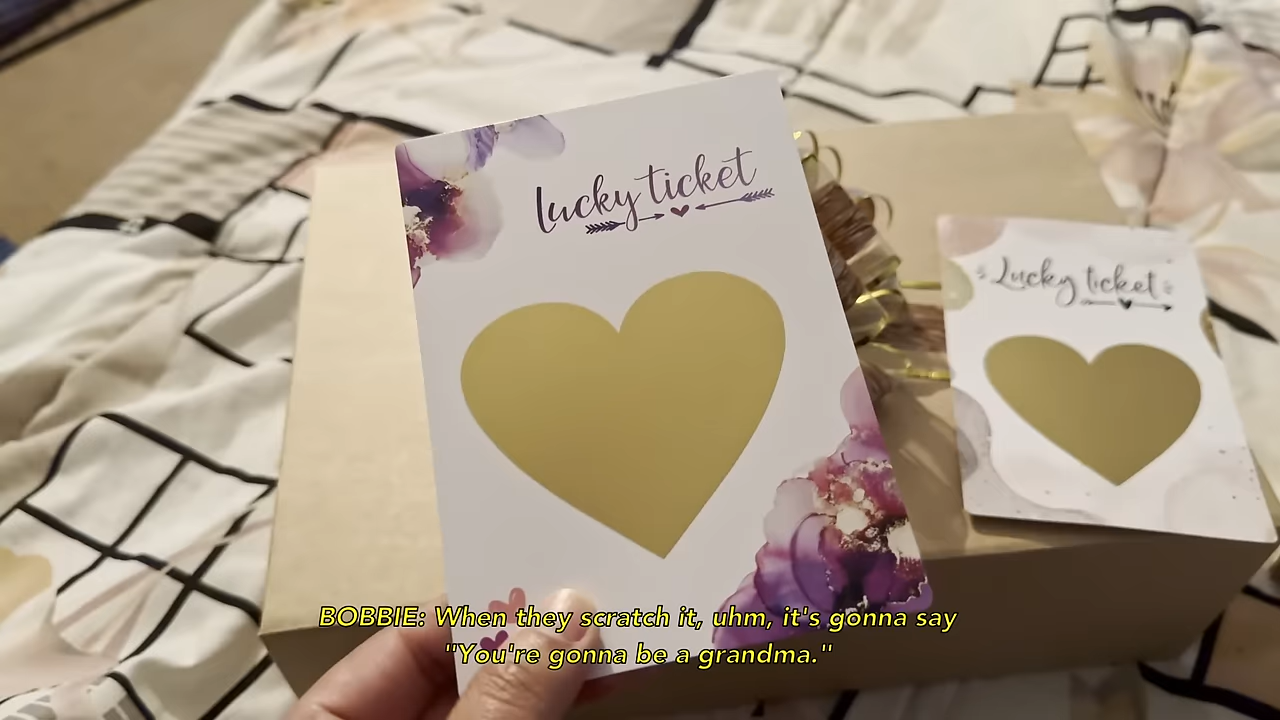 lucky ticket
Lucky ticket
BOBBIE: When they scratch it, uhm, it's gonna say
"You're gonna be a grandma."